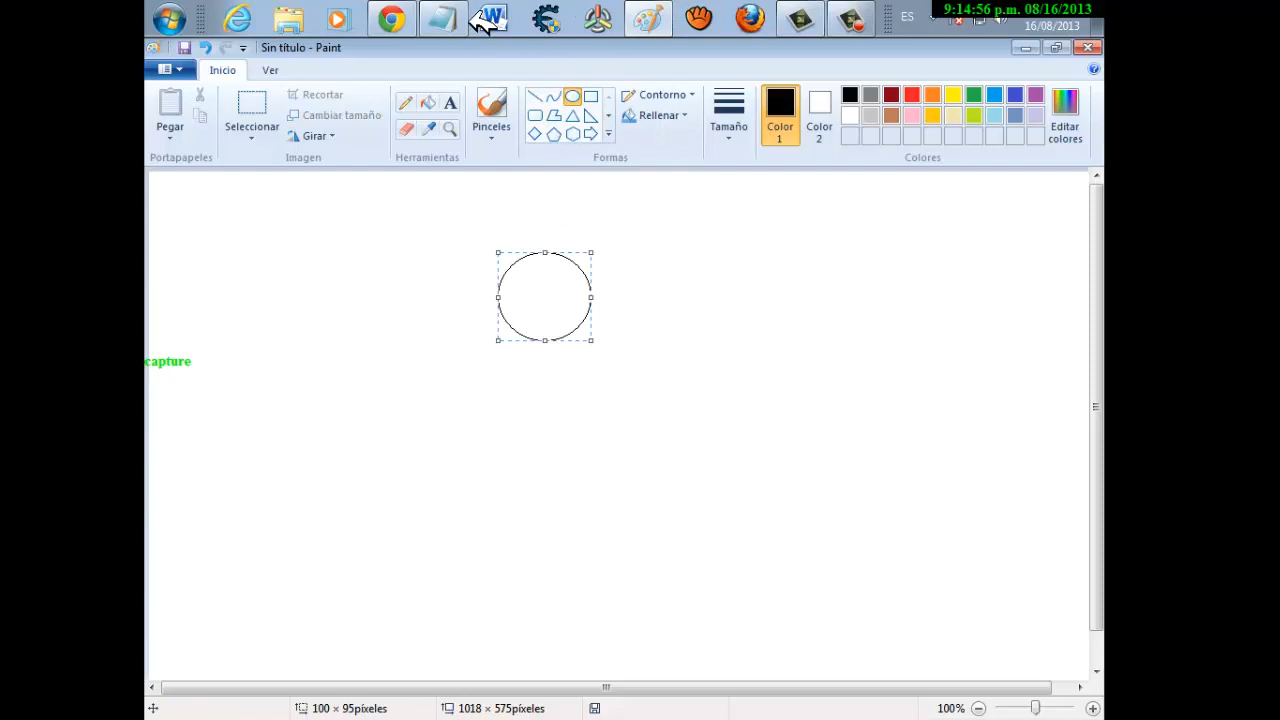 ES
9:14:56 p.m. 08/16/2013
16/08/2013
Sin título - Paint
Inicio
Ver
Pegar
Portapapeles
Seleccionar
Recortar
Cambiar tamaño
Girar
Imagen
A
Herramientas
Pinceles
Contorno
Rellenar
Formas
Tamaño
Color
1
Color
2
Editar
colores
Colores
capture
100 × 95píxeles
1018 × 575píxeles
100%